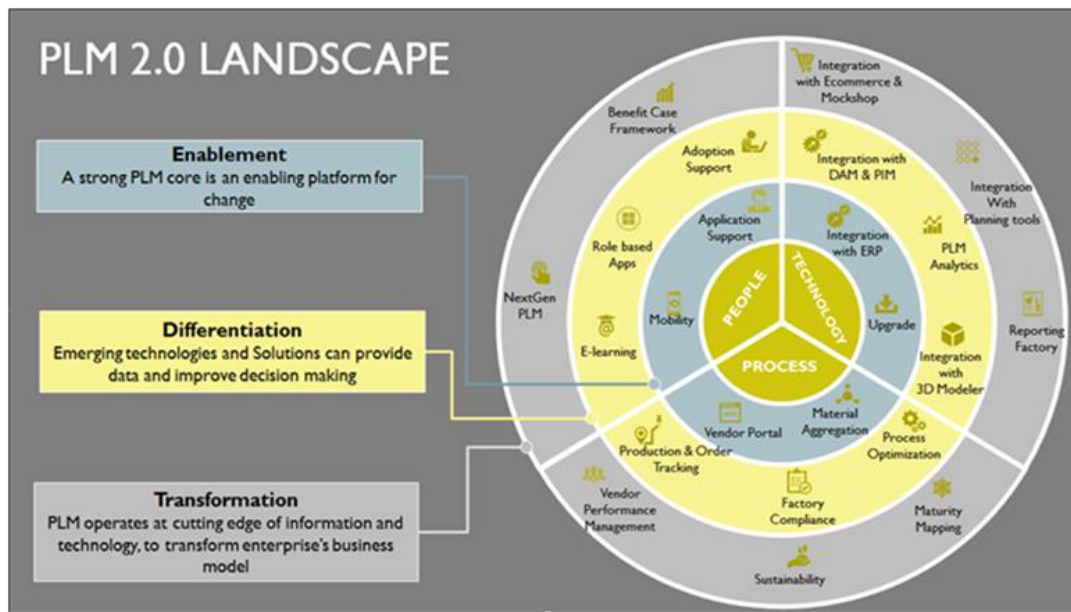 PLM 2.0 LANDSCAPE
Enablement
A strong PLM core is an enabling platform for
change
Differentiation
Emerging technologies and Solutions can provide
data and improve decision making
Transformation
PLM operates at cutting edge of information and
technology, to transform enterprise's business
model
Benefit Case
Framework
NextGen
PLM
Adoption
Support
Role based
Apps
E-learning
Application
Support
Mobility
PEOPLE
Integration
with Ecommerce &
Mockshop
Integration
With
Planning tools
Reporting
Factory
Integration with
DAM & PIM
PLM
Analytics
Integration
with
3D Modeler
Integration
with ERP
Upgrade
TECHNOLOGY
PROCESS
Vendor Portal
Material
Aggregation
Production & Order
Tracking
Factory
Compliance
Process
Optimization
Vendor
Performance
Management
Sustainability
Maturity
Mapping